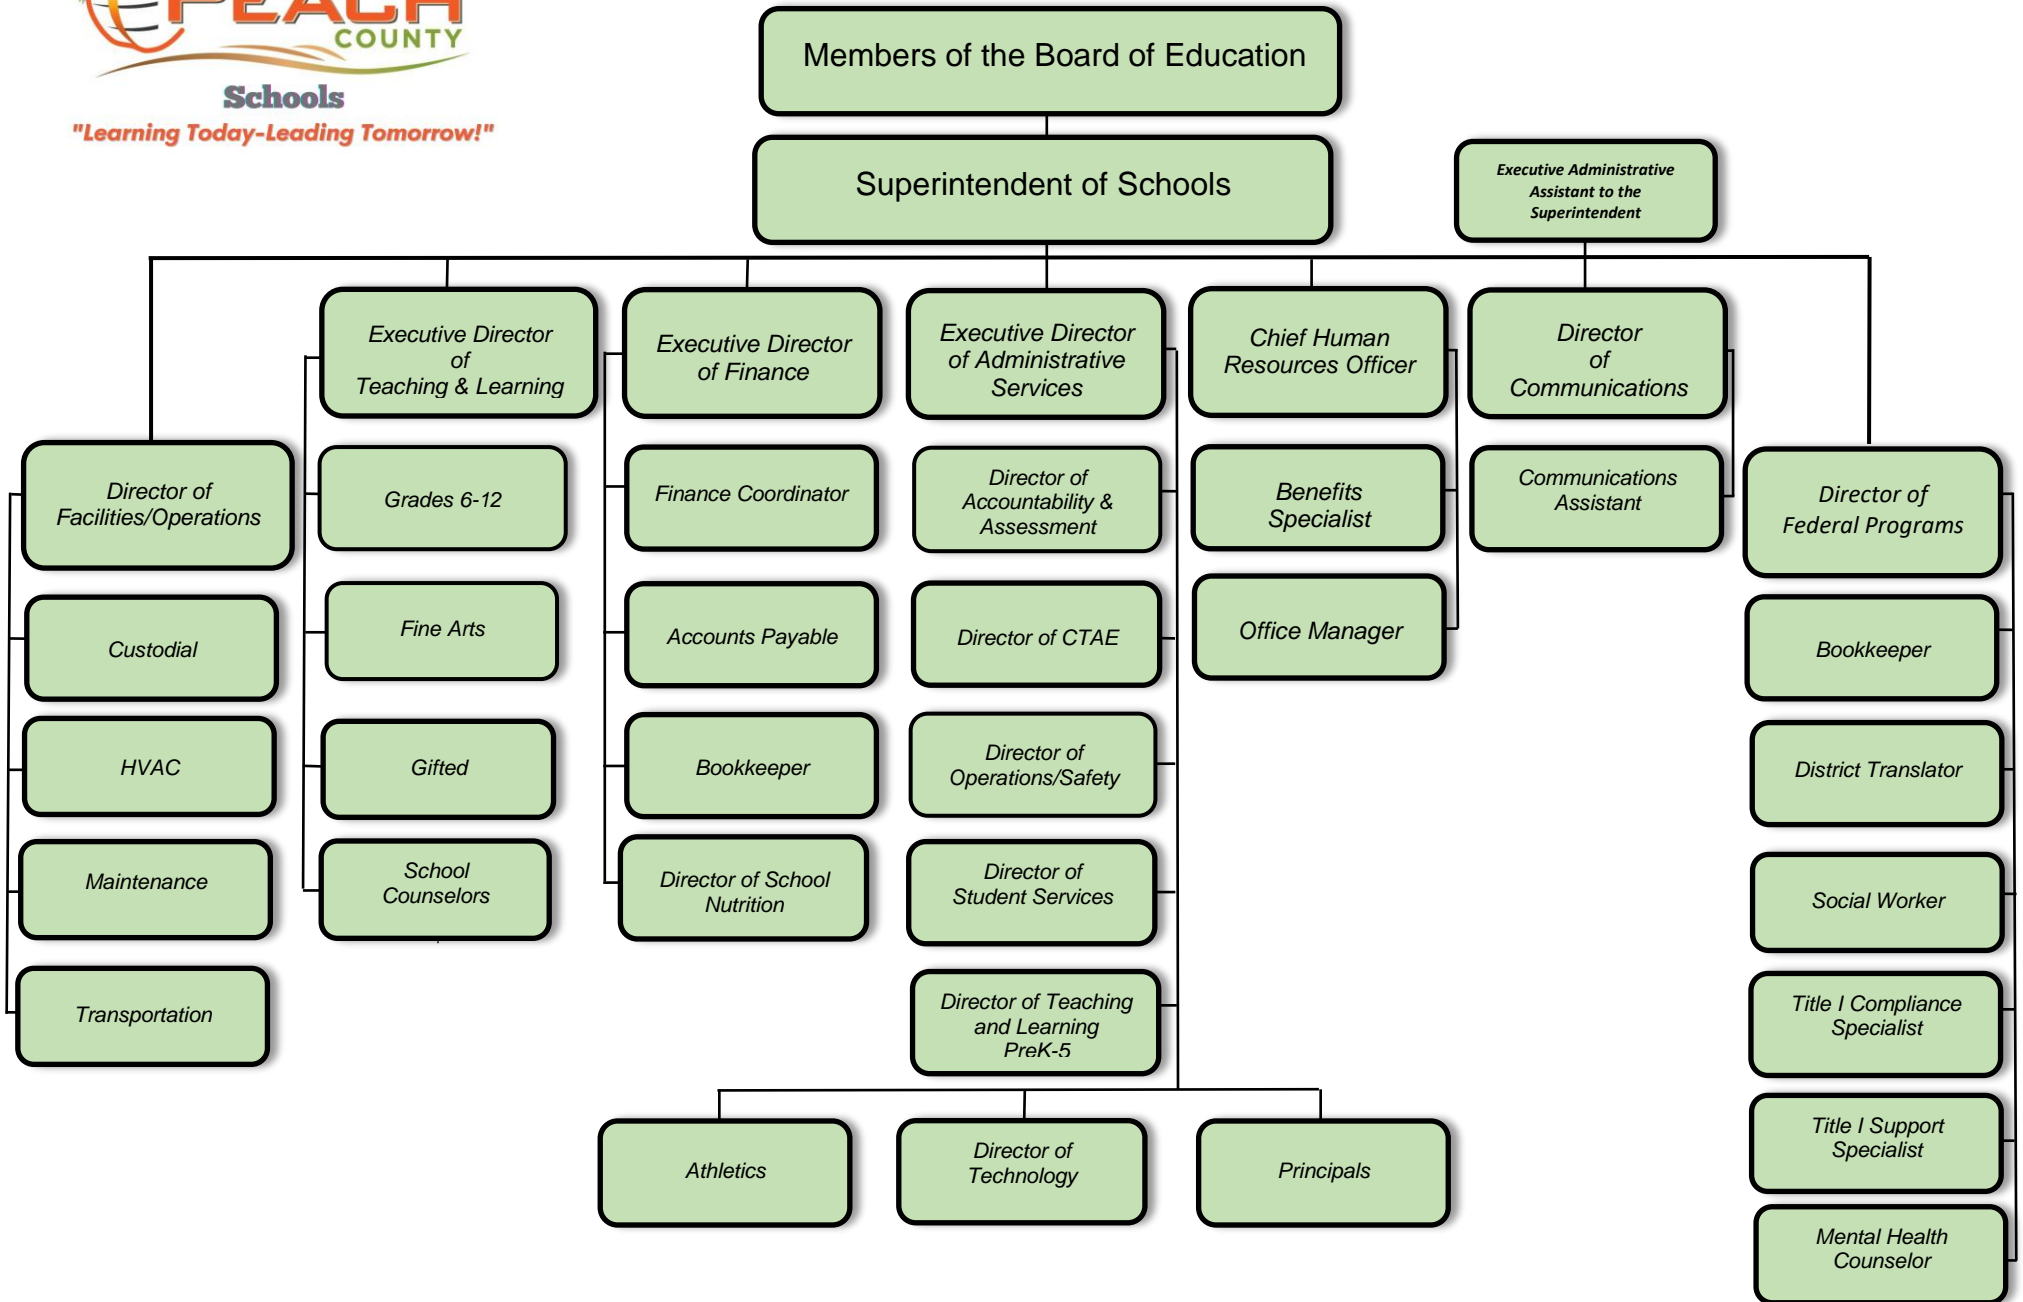 PEACH
COUNTY
Schools
"Learning Today-Leading Tomorrow!"
Members of the Board of Education
Superintendent of Schools
Executive Administrative
Assistant to the
Superintendent
Executive Director
of
Teaching & Learning
Executive Director
of Finance
Executive Director
of Administrative
Services
Chief Human
Resources Officer
Director
of
Communications
Director of
Facilities/Operations
Grades 6-12
Finance Coordinator
Director of
Accountability &
Assessment
Benefits
Specialist
Communications
Assistant
Director of
Federal Programs
Custodial
Fine Arts
Accounts Payable
Director of CTAE
Office Manager
Bookkeeper
HVAC
Gifted
Bookkeeper
Director of
Operations/Safety
District Translator
Maintenance
School
Counselors
Director of School
Nutrition
Director of
Student Services
Social Worker
Transportation
Director of Teaching
and Learning
PreK-5
Title I Compliance
Specialist
Athletics
Director of
Technology
Principals
Title I Support
Specialist
Mental Health
Counselor